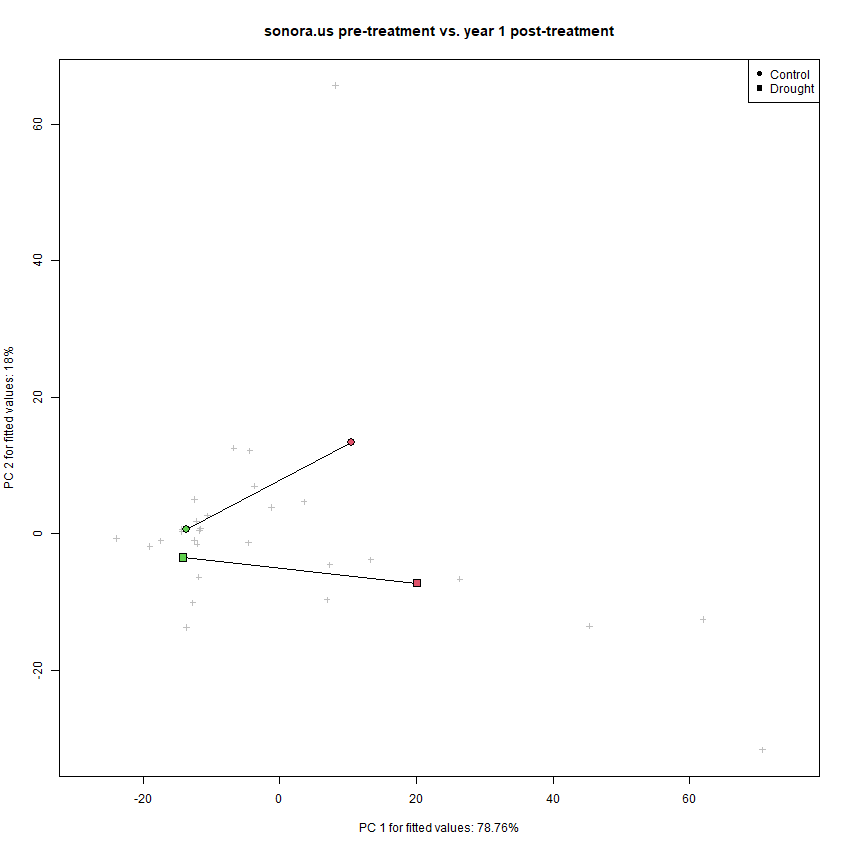 sonora.us pre-treatment vs. year 1 post-treatment
Control
Drought
PC 2 for fitted values: 18%
60
40
20
0
-20
-20
0
20
40
60
PC 1 for fitted values: 78.76%